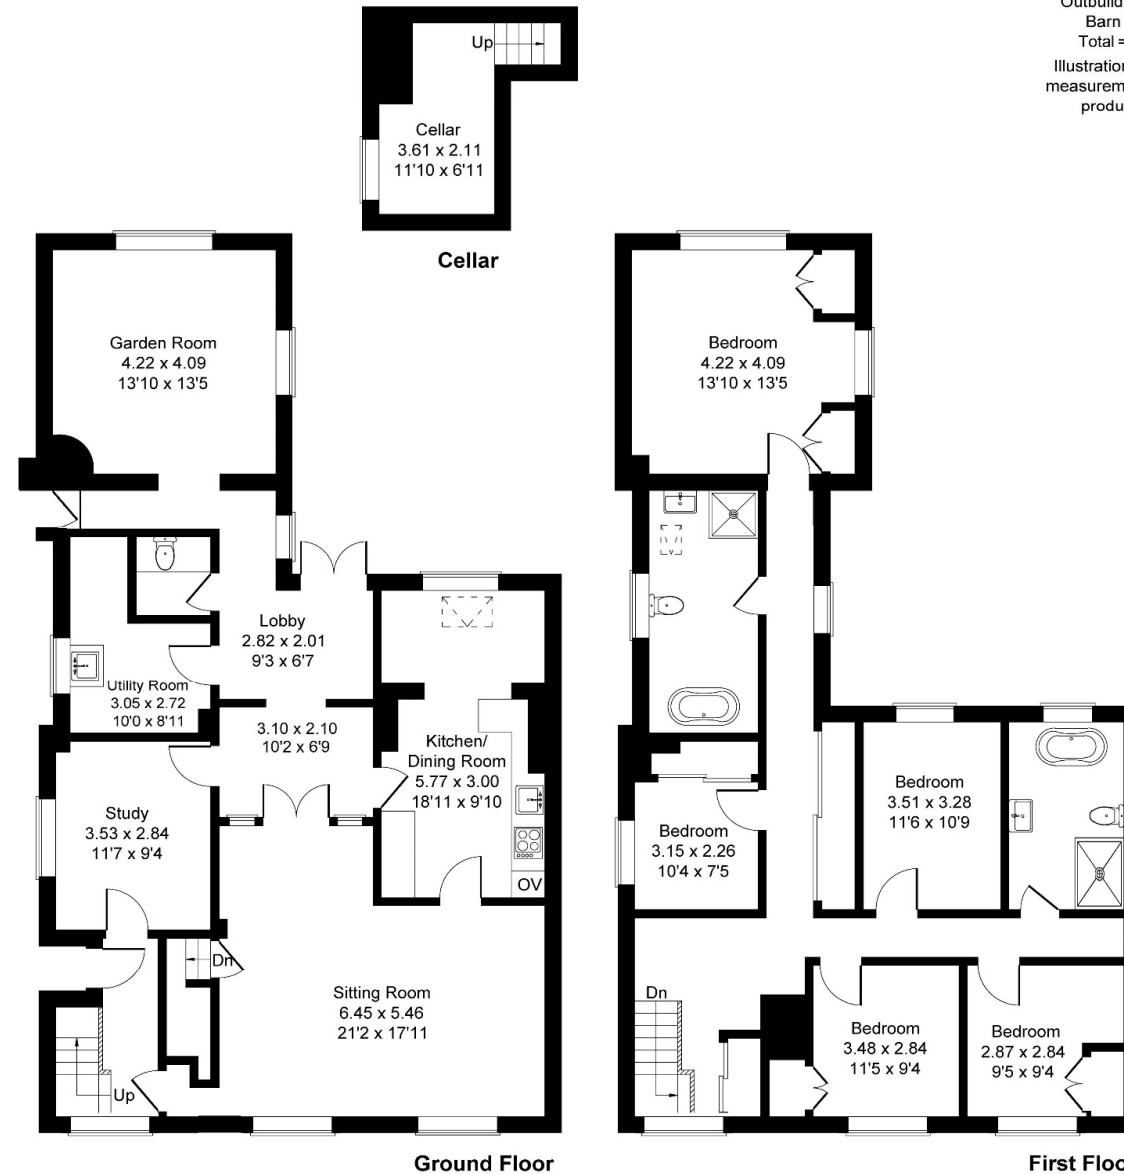 Outbuild
Barn
Total =
Illustration
measurem
produ
Up
Cellar
3.61 x 2.11
11'10 x 6'11
Cellar
Garden Room
4.22 x 4.09
13'10 x 13'5
Lobby
2.82 x 2.01
9'3 x 6'7
Utility Room
3.05 x 2.72
10'0 x 8'11
3.10 x 2.10
10'2 x 6'9
Kitchen/
Dining Room
5.77 x 3.00
18'11 x 9'10
OV
Study
3.53 x 2.84
11'7 x 9'4
Dn
Sitting Room
6.45 x 5.46
21'2 x 17'11
Up
Ground Floor
Bedroom
4.22 x 4.09
13'10 x 13'5
Bedroom
3.51 x 3.28
11'6 x 10'9
Bedroom
3.15 x 2.26
10'4 x 7'5
Dn
Bedroom
3.48 x 2.84
11'5 x 9'4
Bedroom
2.87 x 2.84
9'5 x 9'4
First Floo